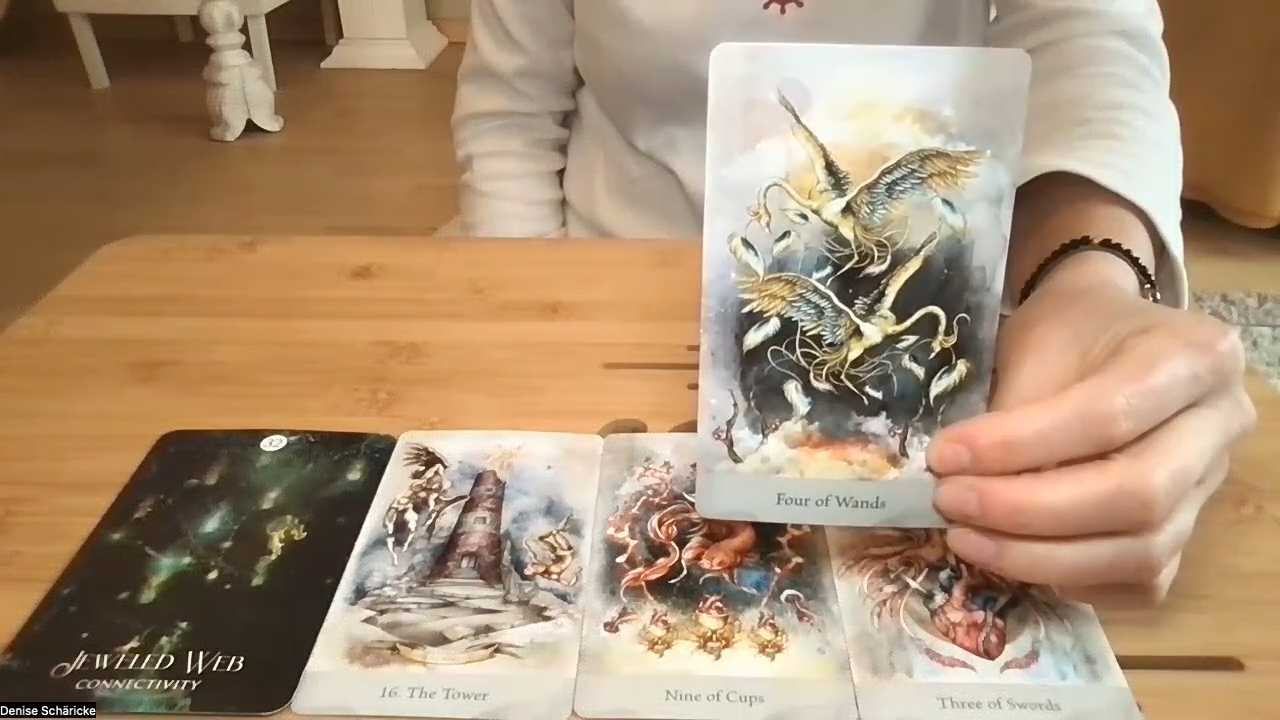 Four of Wands
32
JEWELED WEB
CONNECTIVITY
16. The Tower
Nine of Cups
Three of Swords
Denise Schäricke